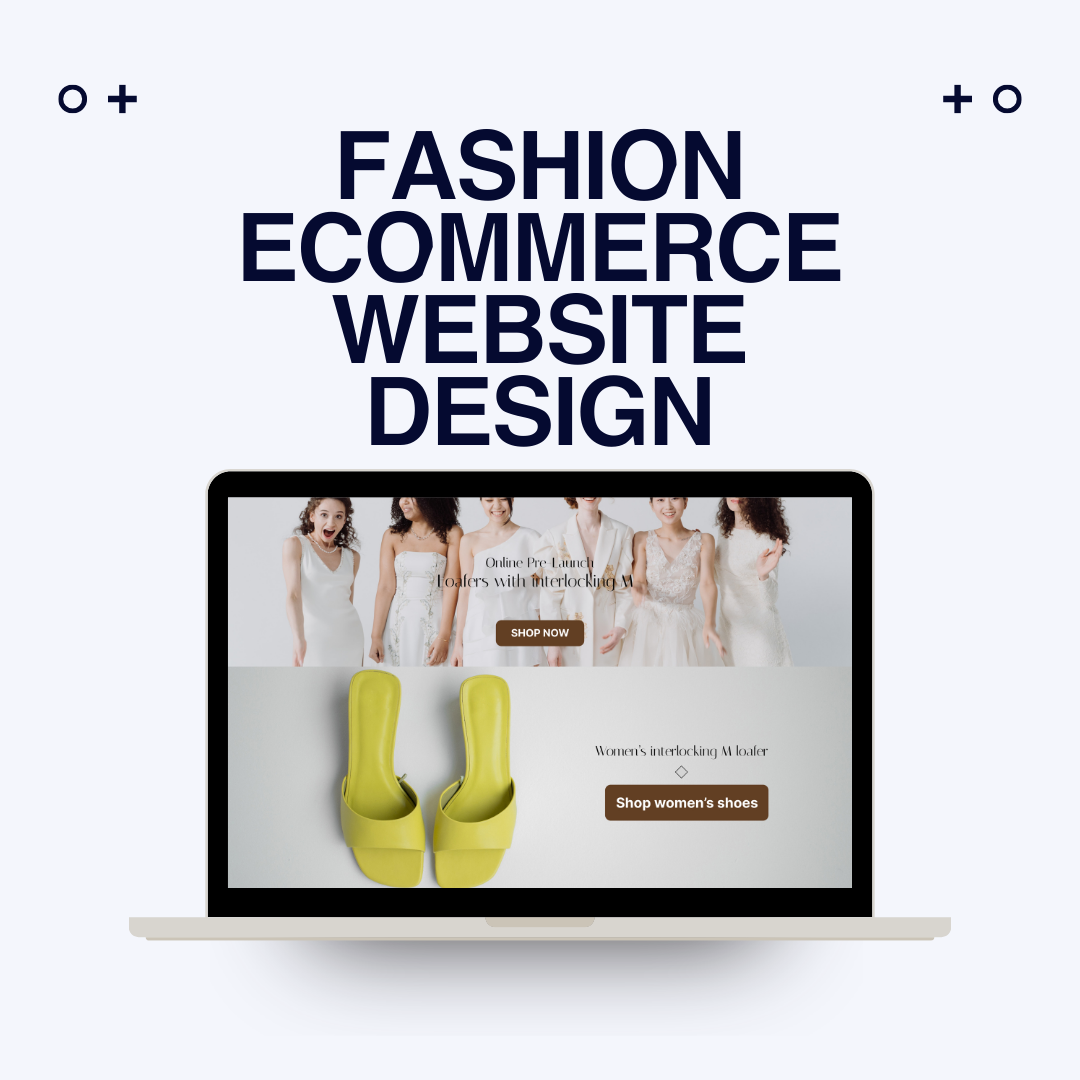 FASHION
ECOMMERCE
WEBSITE
DESIGN
Online Pre-Launch
Loafers with interlocking M
SHOP NOW
Women's interlocking M loafer
Shop women's shoes